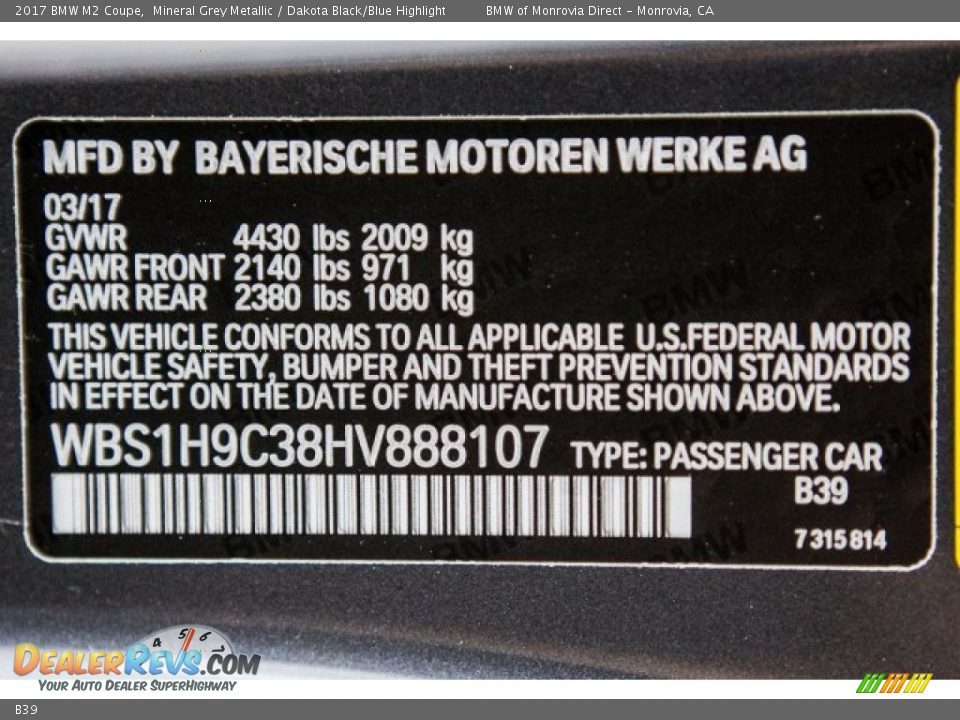 2017 BMW M2 Coupe, Mineral Grey Metallic / Dakota Black/Blue Highlight BMW of Monrovia Direct - Monrovia, CA
MFD BY BAYERISCHE MOTOREN WERKE AG
03/17
GVWR 4430 lbs 2009 kg
GAWR FRONT 2140 lbs 971 kg
GAWR REAR 2380 lbs 1080 kg
THIS VEHICLE CONFORMS TO ALL APPLICABLE U.S.FEDERAL MOTOR
VEHICLE SAFETY, BUMPER AND THEFT PREVENTION STANDARDS
IN EFFECT ON THE DATE OF MANUFACTURE SHOWN ABOVE.
WBS1H9C38HV888107 TYPE: PASSENGER CAR
B39
7 315 814
4 5 6
DEALERREVS.COM
YOUR AUTO DEALER SUPERHIGHWAY
B39